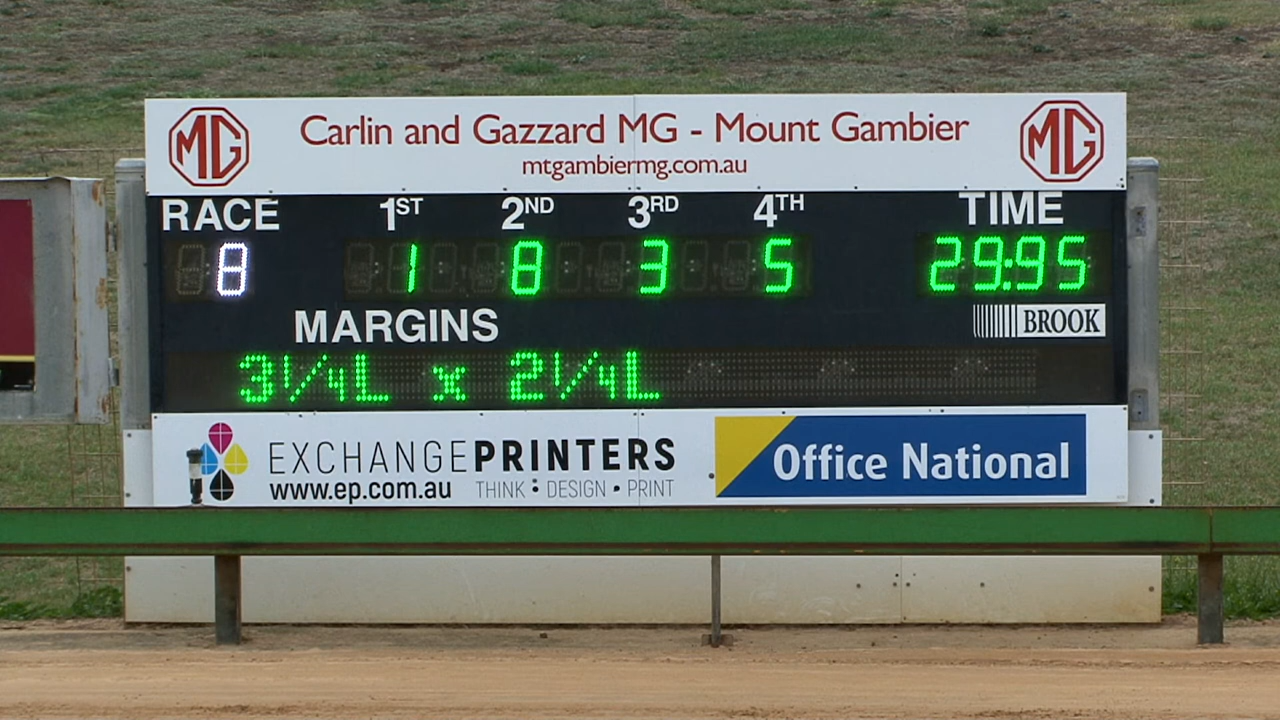 MG Carlin and Gazzard MG - Mount Gambier MG
mtgambiermg.com.au
RACE 1ST 2ND 3RD 4TH TIME
8 1 8 3 5 29.95
MARGINS BROOK
3¼L x 2¼L
EXCHANGEPRINTERS Office National
www.ep.com.au THINK : DESIGN • PRINT